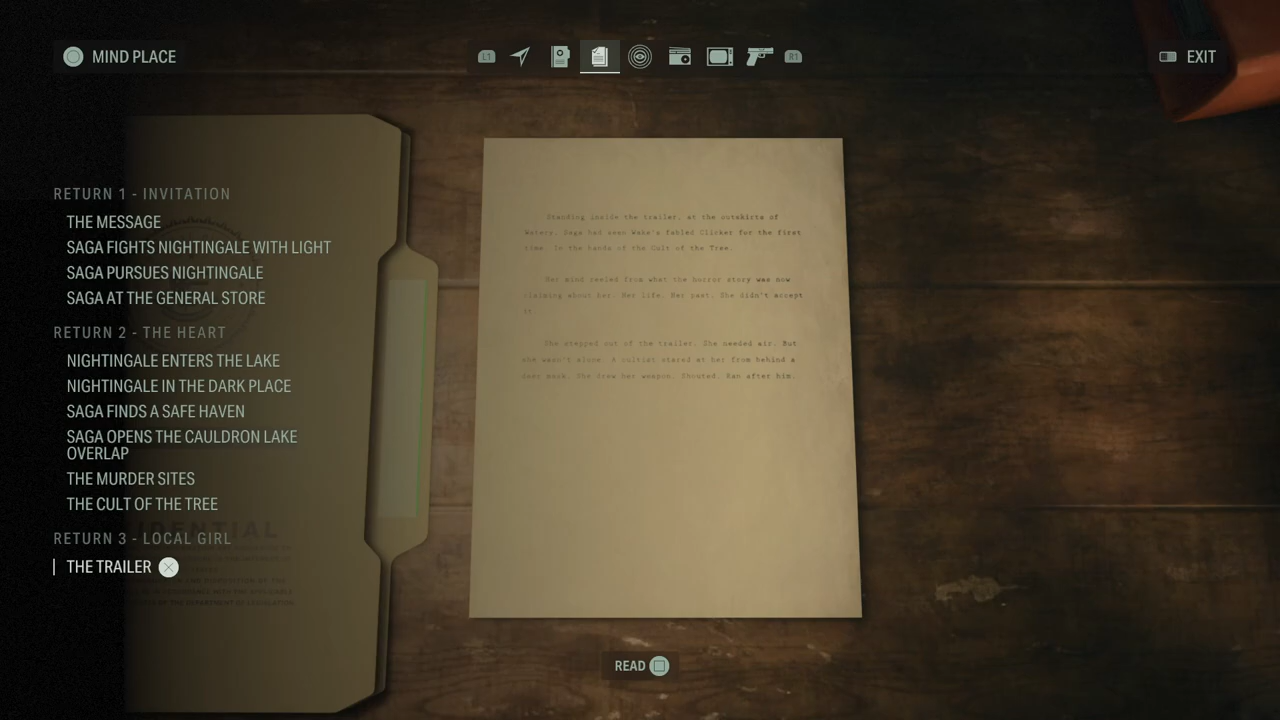 MIND PLACE
L1
R1
EXIT
RETURN 1 - INVITATION
THE MESSAGE
SAGA FIGHTS NIGHTINGALE WITH LIGHT
SAGA PURSUES NIGHTINGALE
SAGA AT THE GENERAL STORE
RETURN 2 - THE HEART
NIGHTINGALE ENTERS THE LAKE
NIGHTINGALE IN THE DARK PLACE
SAGA FINDS A SAFE HAVEN
SAGA OPENS THE CAULDRON LAKE
OVERLAP
THE MURDER SITES
THE CULT OF THE TREE
RETURN 3 - LOCAL GIRL
THE TRAILER
Standing inside the trailer, at the outskirts of
Watery, Saga had seen Wake's fabled Clicker for the first
time. In the hands of the Cult of the Tree.
Her mind reeled from what the horror story was now
claiming about her. Her life. Her past. She didn't accept
it.
She stepped out of the trailer. She needed air. But
she wasn't alone. A cultist stared at her from behind a
deer mask. She drew her weapon. Shouted. Ran after him.
READ